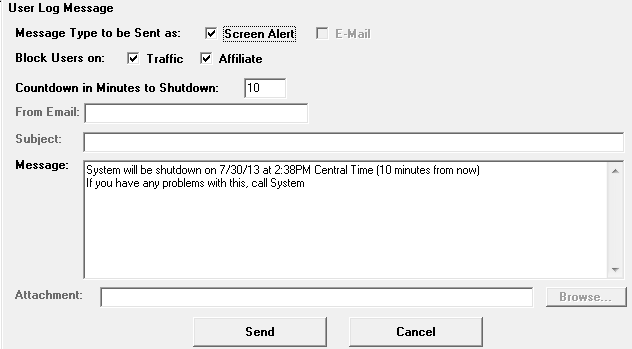 User Log Message
Message Type to be Sent as: Screen Alert E-Mail
Block Users on: Traffic Affiliate
Countdown in Minutes to Shutdown: 10
From Email:
Subject:
Message: System will be shutdown on 7/30/13 at 2:38PM Central Time (10 minutes from now)
If you have any problems with this, call System
Attachment: Browse...
Send Cancel